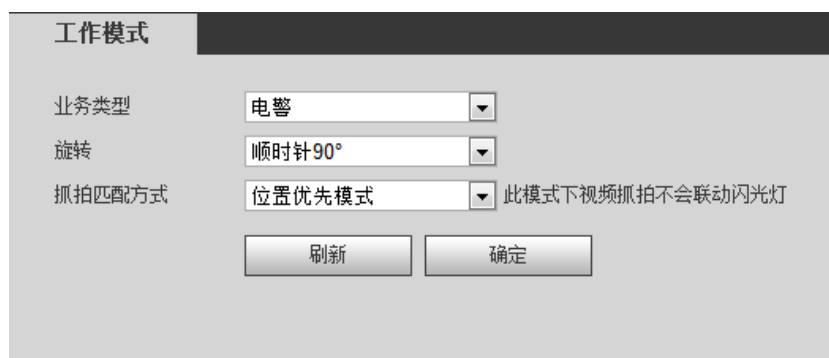 工作模式
业务类型 电警
旋转 顺时针90°
抓拍匹配方式 位置优先模式 此模式下视频抓拍不会联动闪光灯
刷新 确定